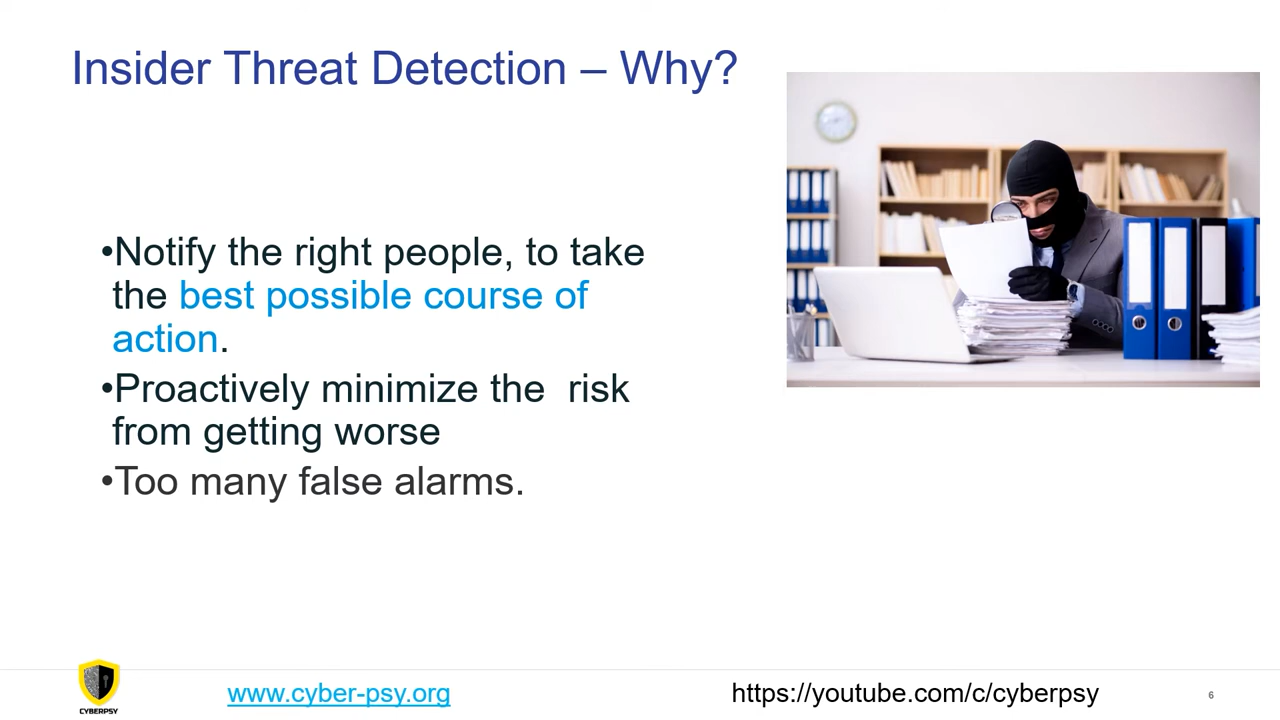 Insider Threat Detection – Why?
•Notify the right people, to take
the best possible course of
action.
•Proactively minimize the  risk
from getting worse
•Too many false alarms.
CYBERPSY
www.cyber-psy.org
https://youtube.com/c/cyberpsy
6